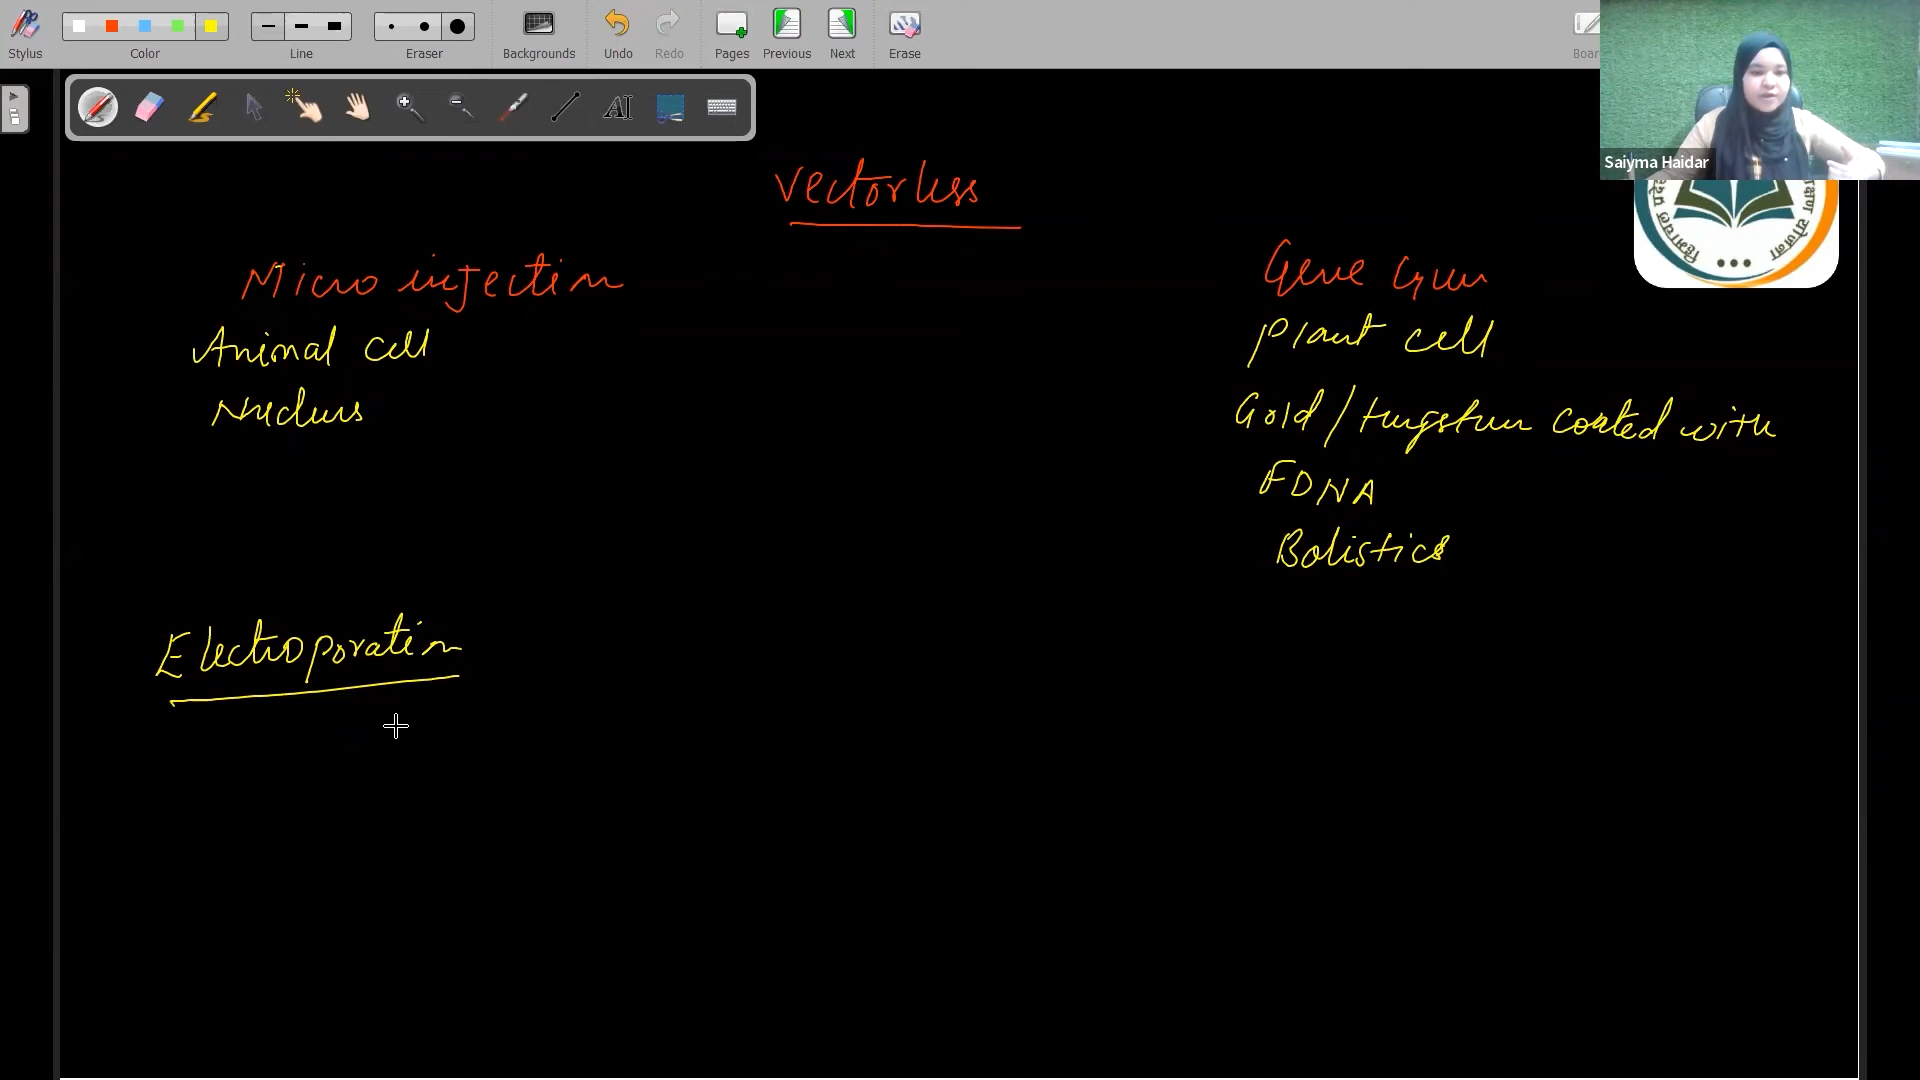 Stylus
Color
Line
Eraser
Backgrounds
Undo
Redo
Pages
Previous
Next
Erase
Saiyma Haidar
Vectorless
Micro injection
Gene Gun
Animal cell
Plant cell
Nucleus
Gold / tungstun coated with
FDNA
Bolistics
Electroporation